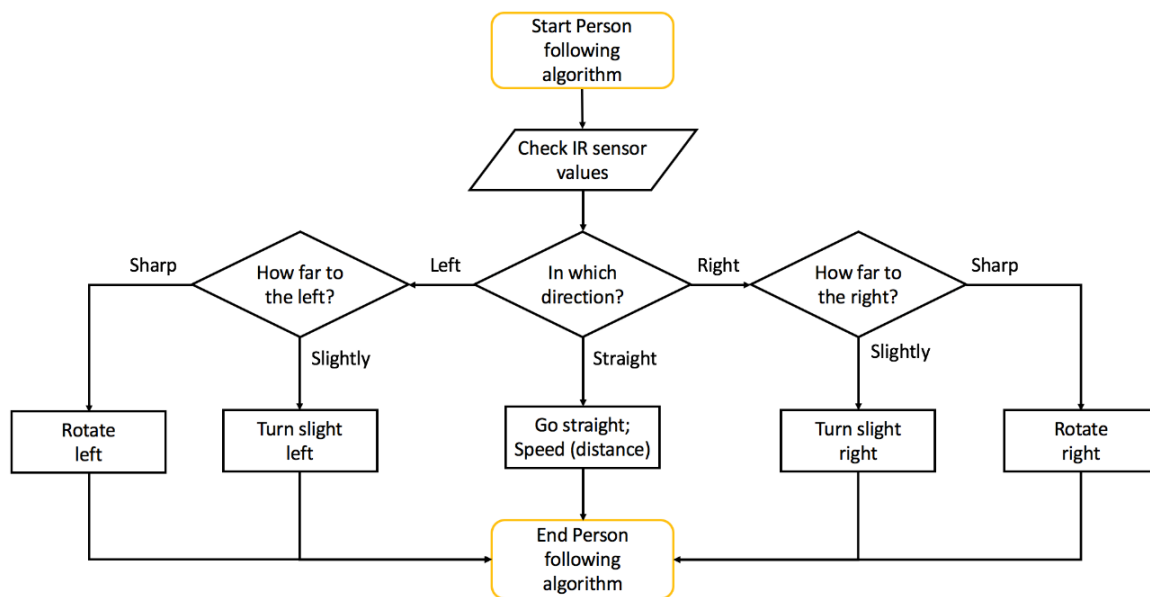 Start Person
following
algorithm
Check IR sensor
values
Sharp
How far to
the left?
Left
In which
direction?
Right
How far to
the right?
Sharp
Slightly
Straight
Slightly
Rotate
left
Turn slight
left
Go straight;
Speed (distance)
Turn slight
right
Rotate
right
End Person
following
algorithm